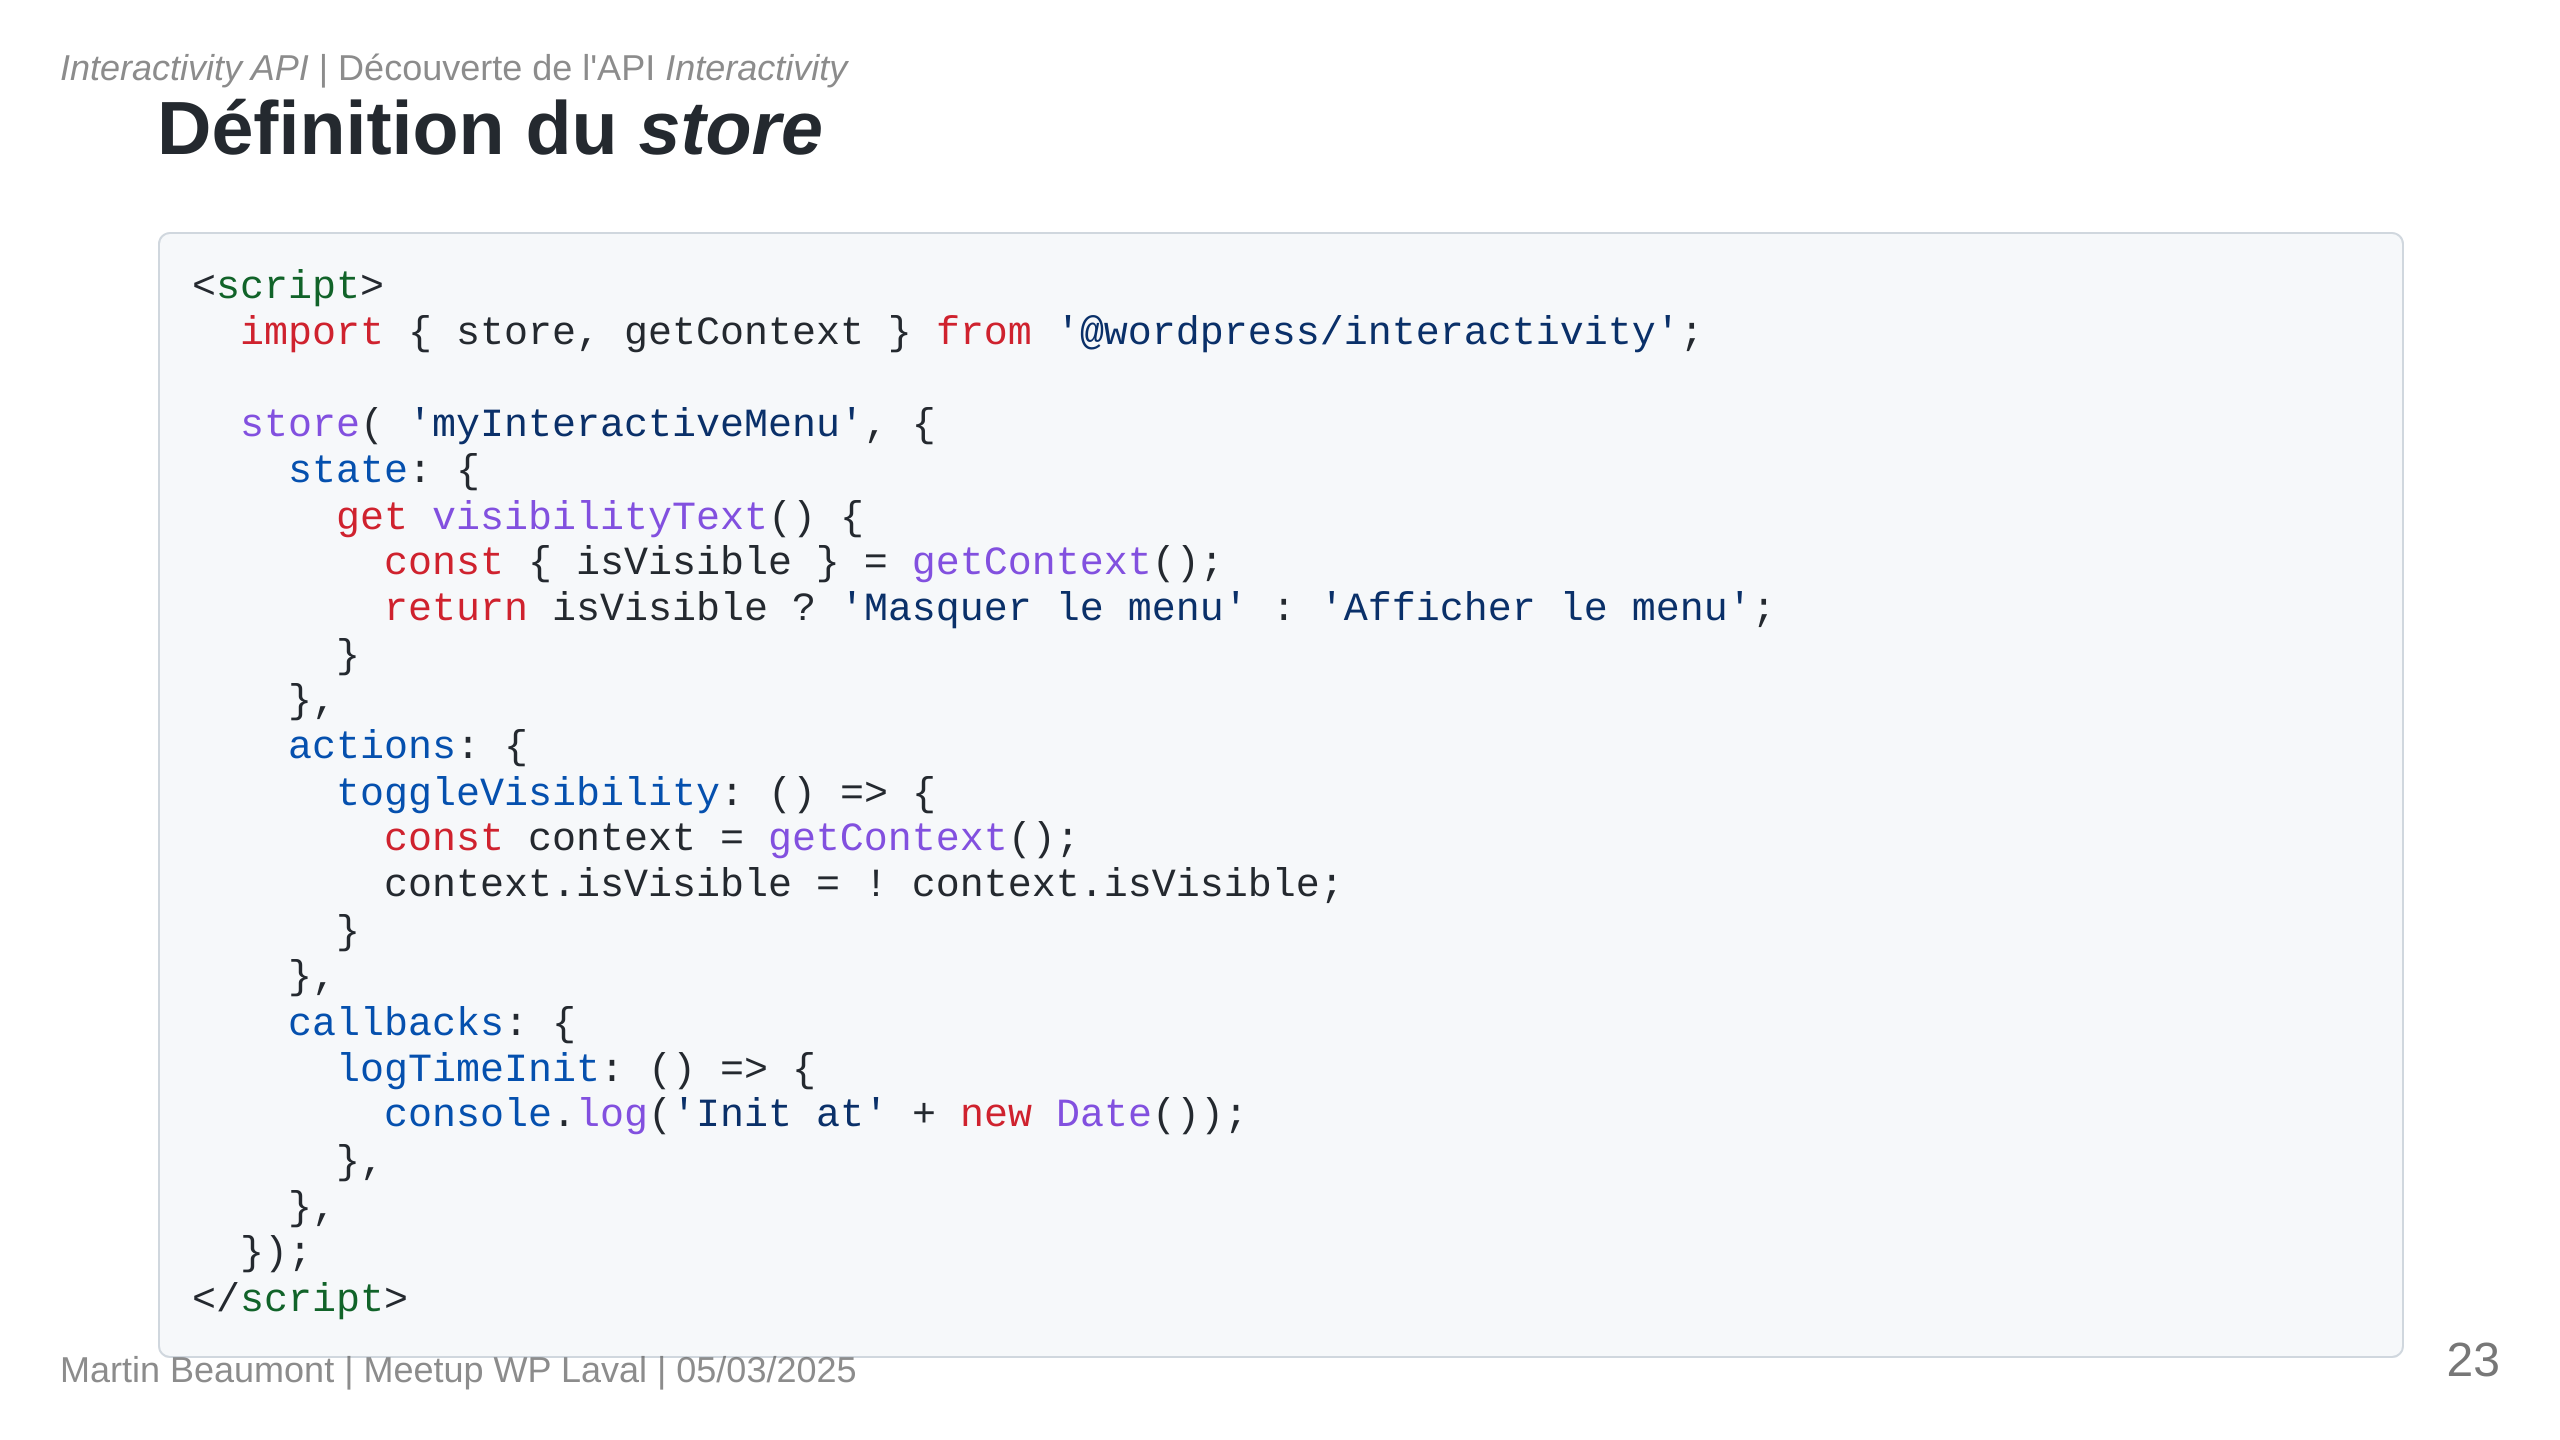 Interactivity API | Découverte de l'API Interactivity
Définition du store
<script>
  import { store, getContext } from '@wordpress/interactivity';

  store( 'myInteractiveMenu', {
    state: {
      get visibilityText() {
        const { isVisible } = getContext();
        return isVisible ? 'Masquer le menu' : 'Afficher le menu';
      }
    },
    actions: {
      toggleVisibility: () => {
        const context = getContext();
        context.isVisible = ! context.isVisible;
      }
    },
    callbacks: {
      logTimeInit: () => {
        console.log('Init at' + new Date());
      },
    },
  });
</script>
Martin Beaumont | Meetup WP Laval | 05/03/2025
23